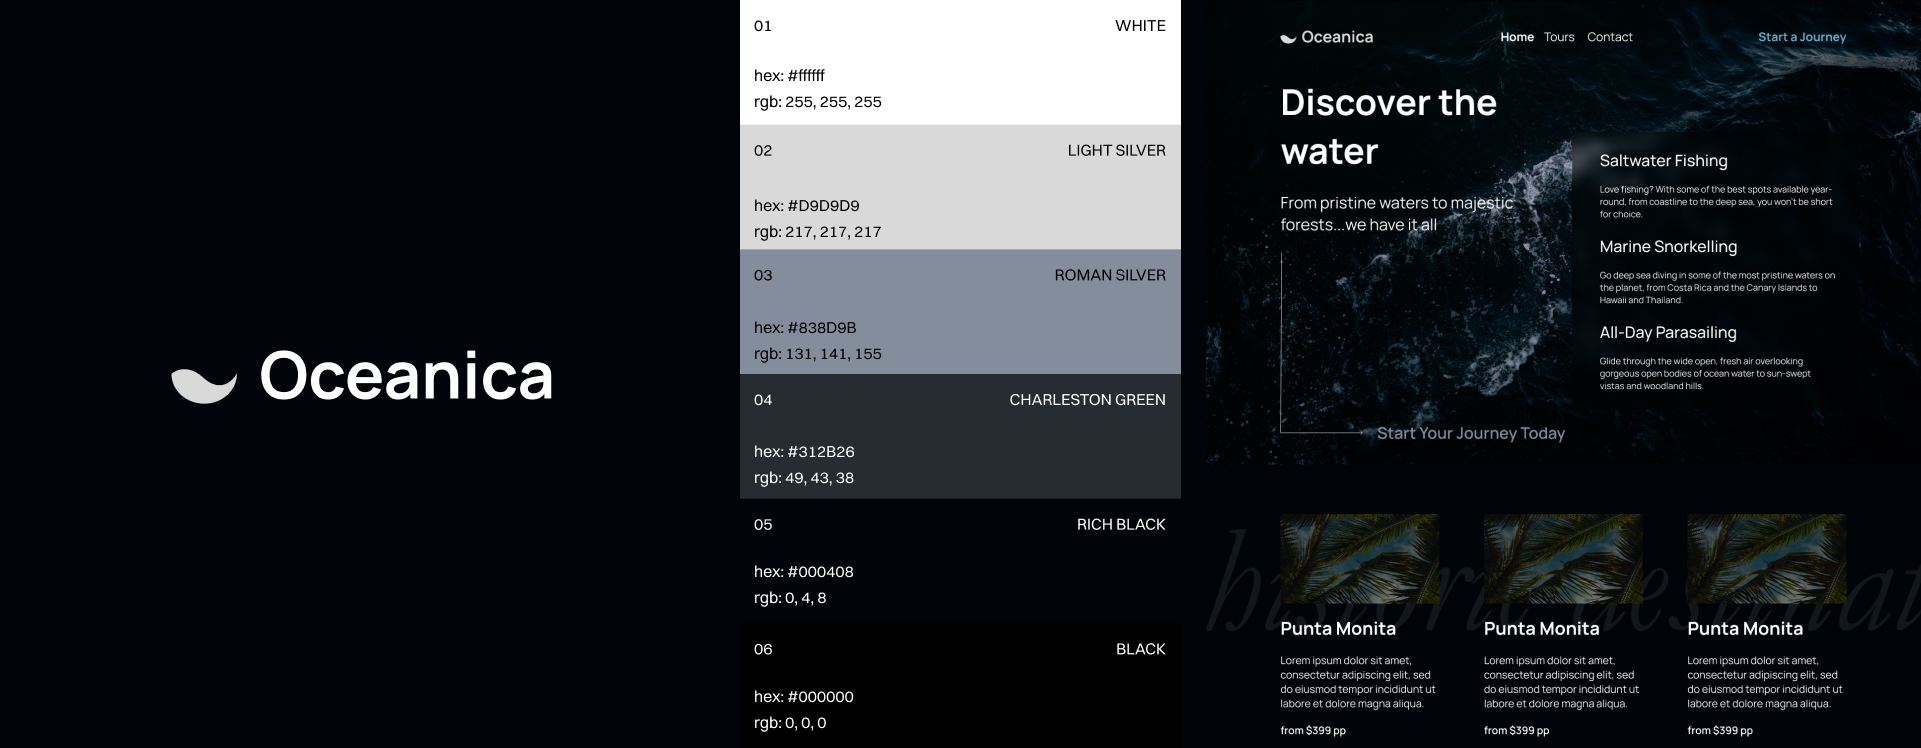 Oceanica
01 WHITE
hex: #ffffff
rgb: 255, 255, 255
02 LIGHT SILVER
hex: #D9D9D9
rgb: 217, 217, 217
03 ROMAN SILVER
hex: #838D9B
rgb: 131, 141, 155
04 CHARLESTON GREEN
hex: #312B26
rgb: 49, 43, 38
05 RICH BLACK
hex: #000408
rgb: 0, 4, 8
06 BLACK
hex: #000000
rgb: 0, 0, 0
Oceanica Home Tours Contact Start a Journey
Discover the
water
From pristine waters to majestic
forests...we have it all
Start Your Journey Today
Saltwater Fishing
Love fishing? With some of the best spots available year-
round, from coastline to the deep sea, you won't be short
for choice.
Marine Snorkelling
Go deep sea diving in some of the most pristine waters on
the planet, from Costa Rica and the Canary Islands to
Hawaii and Thailand.
All-Day Parasailing
Glide through the wide open, fresh air overlooking
gorgeous open bodies of ocean water to sun-swept
vistas and woodland hills.
Punta Monita
Lorem ipsum dolor sit amet,
consectetur adipiscing elit, sed
do eiusmod tempor incididunt ut
labore et dolore magna aliqua.
from $399 pp
Punta Monita
Lorem ipsum dolor sit amet,
consectetur adipiscing elit, sed
do eiusmod tempor incididunt ut
labore et dolore magna aliqua.
from $399 pp
Punta Monita
Lorem ipsum dolor sit amet,
consectetur adipiscing elit, sed
do eiusmod tempor incididunt ut
labore et dolore magna aliqua.
from $399 pp